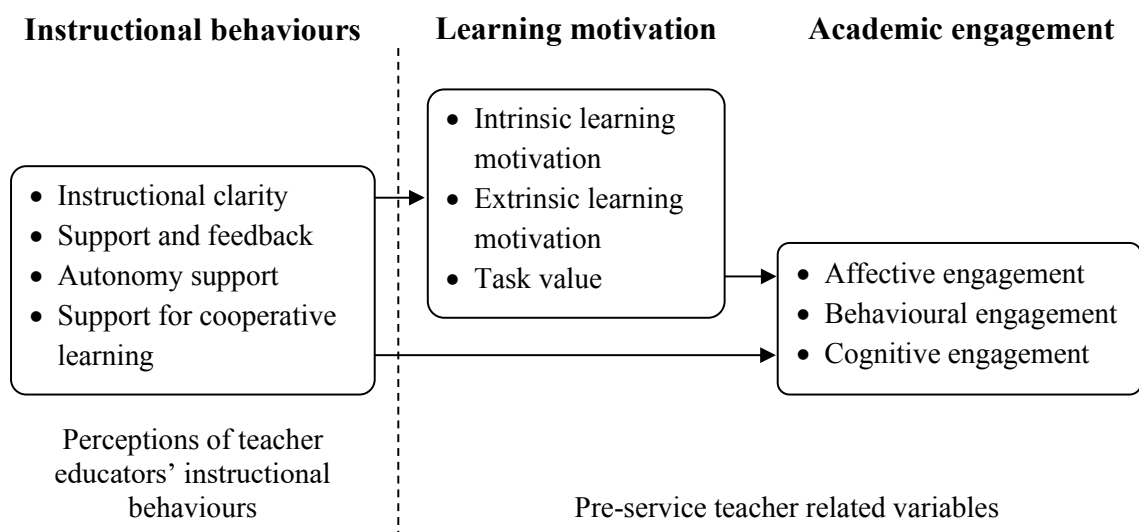 Instructional behaviours
Learning motivation
Academic engagement
• Instructional clarity
• Support and feedback
• Autonomy support
• Support for cooperative
learning
• Intrinsic learning
motivation
• Extrinsic learning
motivation
• Task value
• Affective engagement
• Behavioural engagement
• Cognitive engagement
Perceptions of teacher
educators’ instructional
behaviours
Pre-service teacher related variables